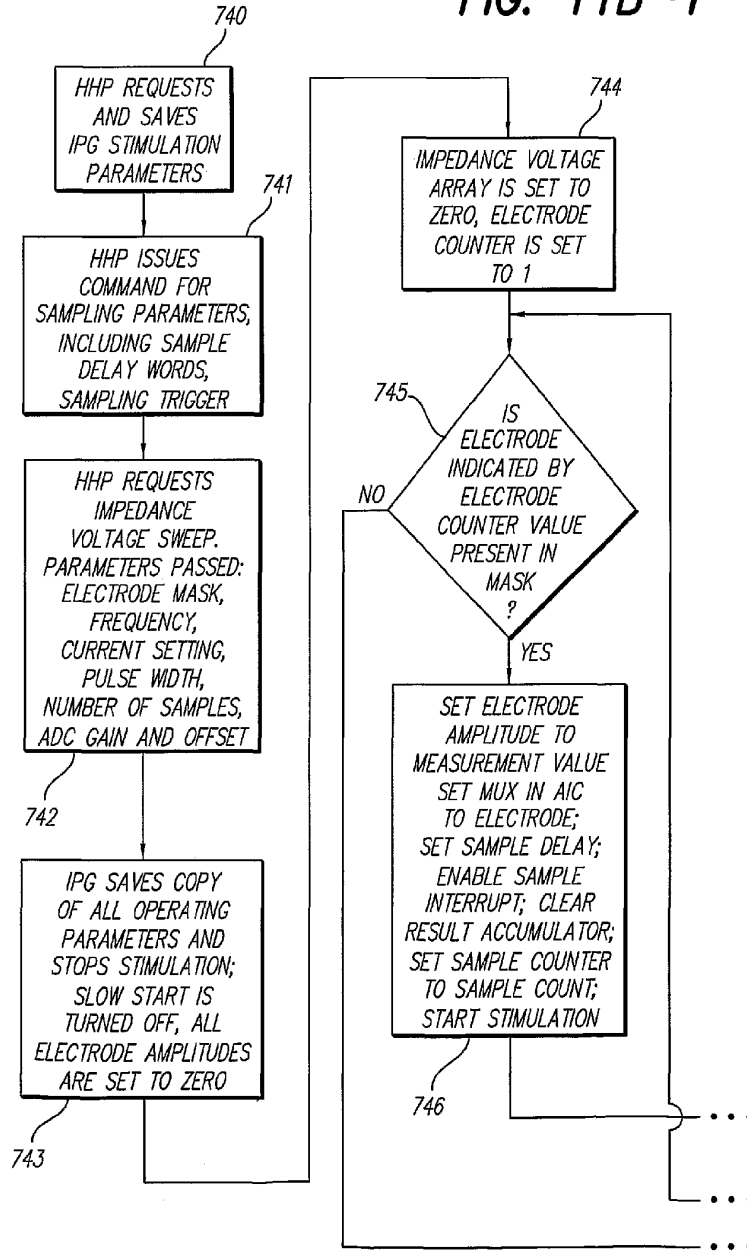 FIG. 11B-1
740
HHP REQUESTS
AND SAVES
IPG STIMULATION
PARAMETERS
741
HHP ISSUES
COMMAND FOR
SAMPLING PARAMETERS,
INCLUDING SAMPLE
DELAY WORDS,
SAMPLING TRIGGER
HHP REQUESTS
IMPEDANCE
VOLTAGE SWEEP.
PARAMETERS PASSED:
ELECTRODE MASK,
FREQUENCY,
CURRENT SETTING,
PULSE WIDTH,
NUMBER OF SAMPLES,
ADC GAIN AND OFFSET
742
IPG SAVES COPY
OF ALL OPERATING
PARAMETERS AND
STOPS STIMULATION;
SLOW START IS
TURNED OFF, ALL
ELECTRODE AMPLITUDES
ARE SET TO ZERO
743
744
IMPEDANCE VOLTAGE
ARRAY IS SET TO
ZERO, ELECTRODE
COUNTER IS SET
TO 1
745
IS
ELECTRODE
INDICATED BY
ELECTRODE
COUNTER VALUE
PRESENT IN
MASK
?
NO
YES
SET ELECTRODE
AMPLITUDE TO
MEASUREMENT VALUE
SET MUX IN AIC
TO ELECTRODE;
SET SAMPLE DELAY;
ENABLE SAMPLE
INTERRUPT; CLEAR
RESULT ACCUMULATOR;
SET SAMPLE COUNTER
TO SAMPLE COUNT;
START STIMULATION
746